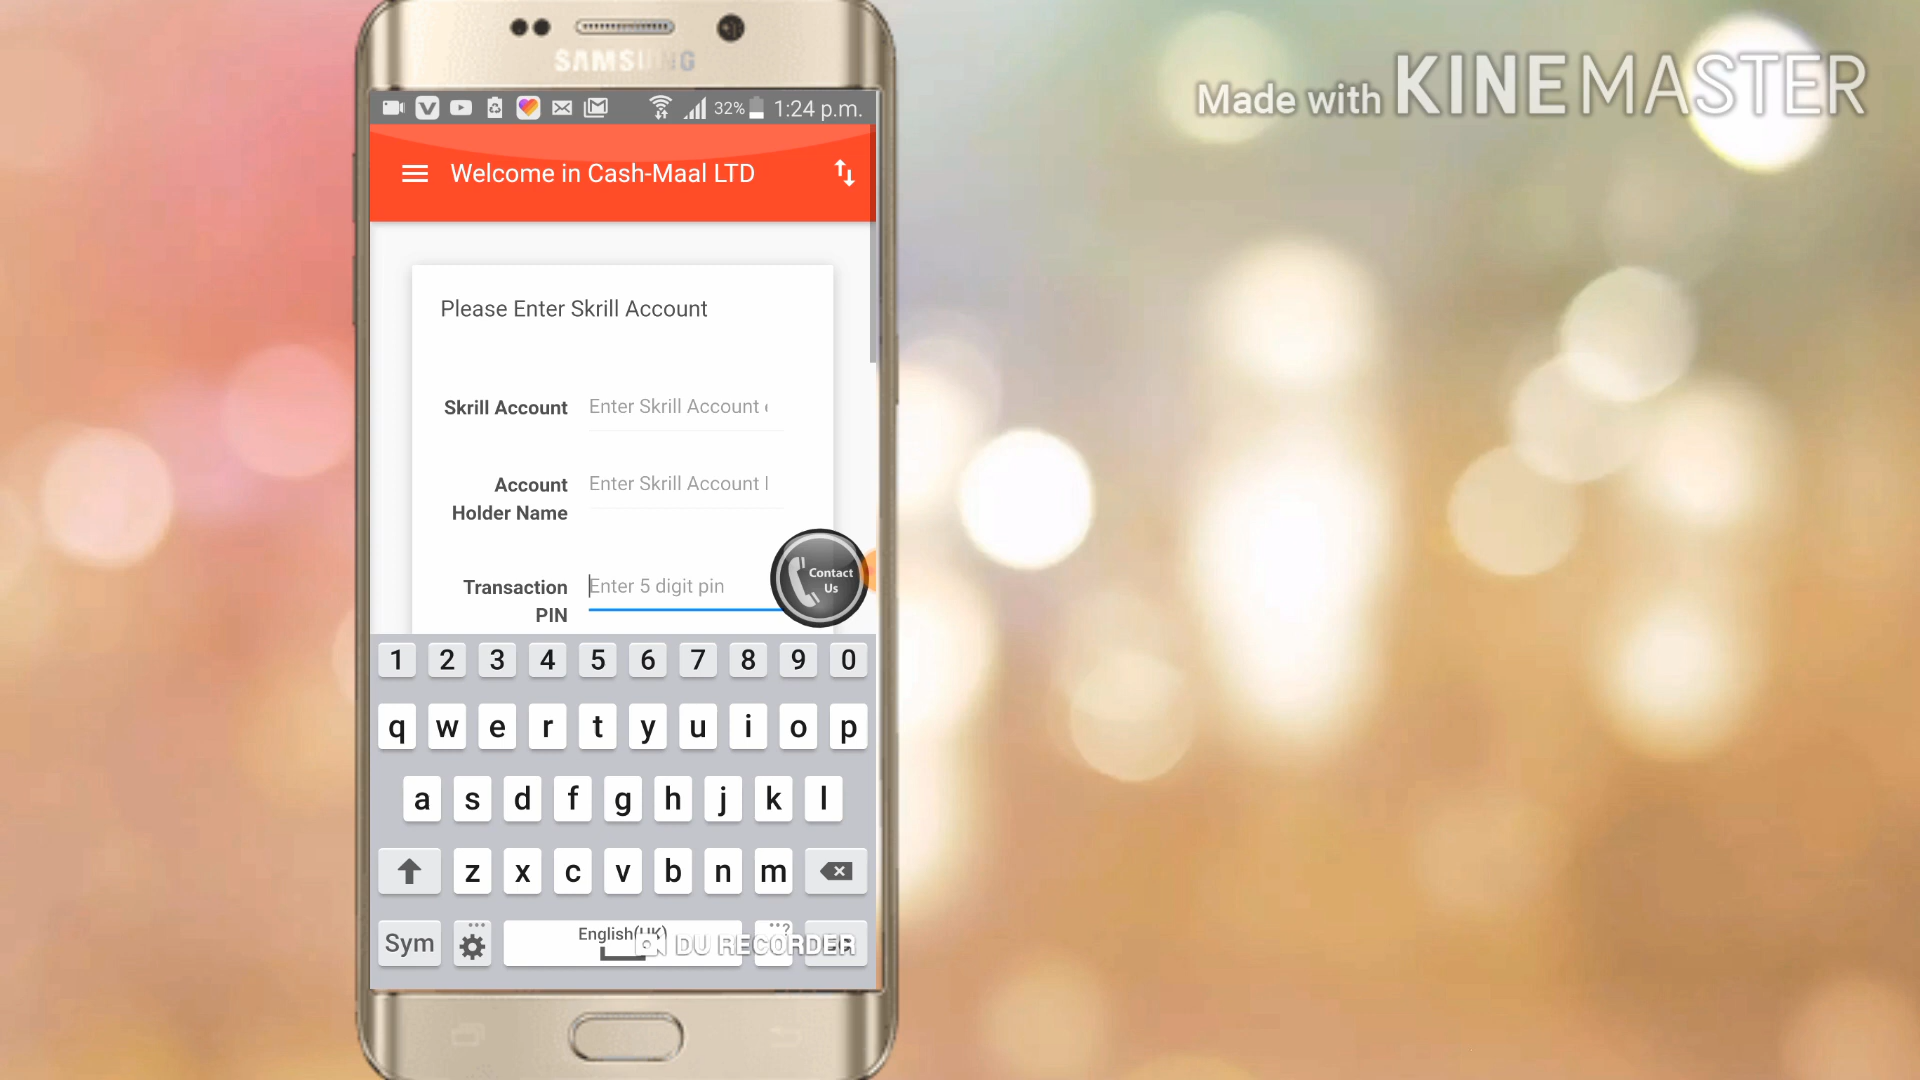 SAMSUNG
32% 1:24 p.m.
Made with KINEMASTER
Welcome in Cash-Maal LTD
Please Enter Skrill Account
Skrill Account Enter Skrill Account
Account Enter Skrill Account
Holder Name
Contact
Us
Transaction Enter 5 digit pin
PIN
1 2 3 4 5 6 7 8 9 0
q w e r t y u i o p
a s d f g h j k l
z x c v b n m
Sym English(UK) DU RECORDER